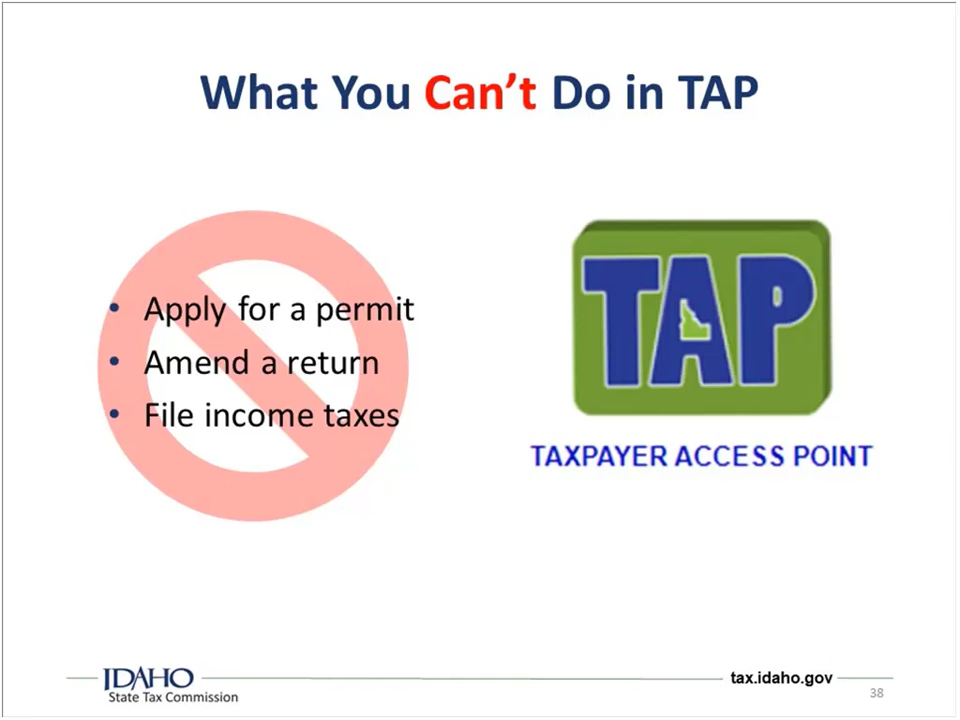 What You Can't Do in TAP
• Apply for a permit
• Amend a return
• File income taxes
TAP
TAXPAYER ACCESS POINT
IDAHO
State Tax Commission
tax.idaho.gov
38